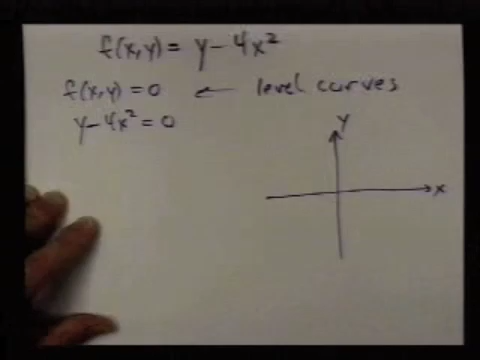 f(x,y) = y - 4x²
f(x,y) = 0 ← level curves
y - 4x² = 0
y
x